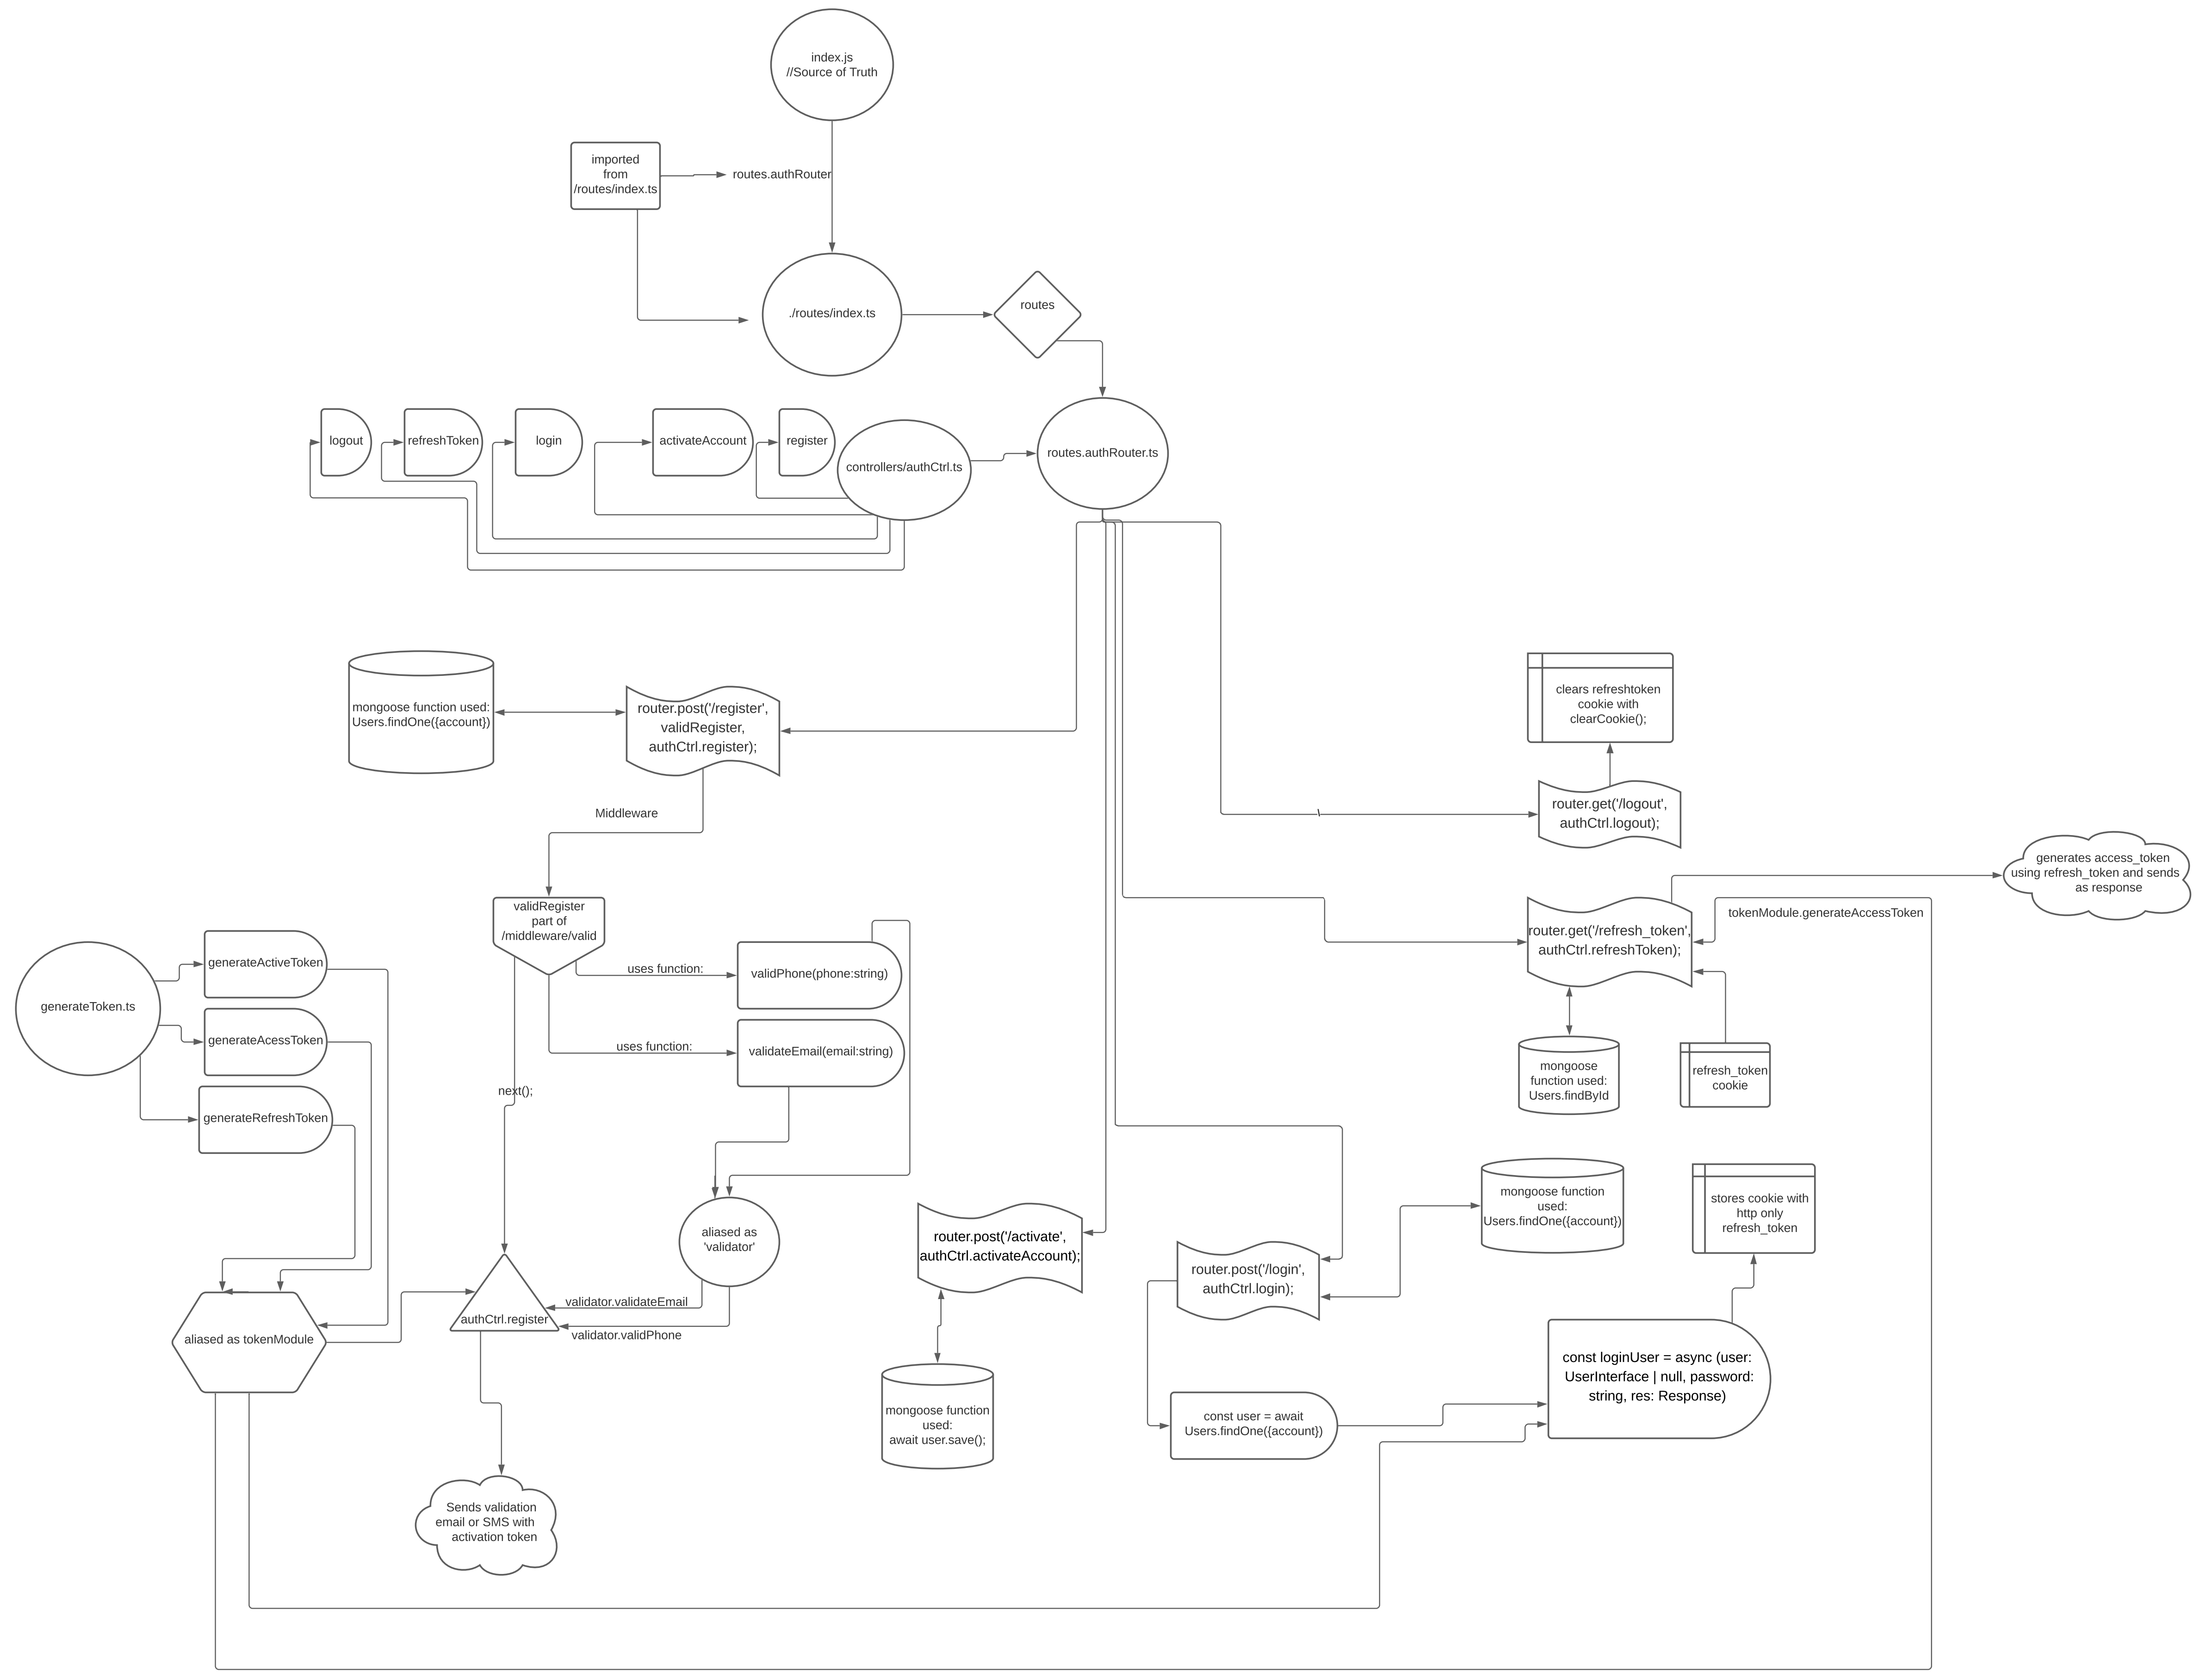 index.js
//Source of Truth
imported
from
/routes/index.ts
routes.authRouter
./routes/index.ts
routes
logout
refreshToken
login
activateAccount
register
controllers/authCtrl.ts
routes.authRouter.ts
mongoose function used:
Users.findOne({account})
router.post('/register',
validRegister,
authCtrl.register);
clears refreshtoken
cookie with
clearCookie();
Middleware
\
router.get('/logout',
authCtrl.logout);
generates access_token
using refresh_token and sends
as response
validRegister
part of
/middleware/valid
tokenModule.generateAccessToken
router.get('/refresh_token',
authCtrl.refreshToken);
generateActiveToken
uses function:
validPhone(phone:string)
generateToken.ts
generateAcessToken
uses function:
validateEmail(email:string)
mongoose
function used:
Users.findById
refresh_token
cookie
next();
generateRefreshToken
mongoose function
used:
Users.findOne({account})
stores cookie with
http only
refresh_token
aliased as
'validator'
router.post('/activate',
authCtrl.activateAccount);
router.post('/login',
authCtrl.login);
validator.validateEmail
authCtrl.register
validator.validPhone
aliased as tokenModule
const loginUser = async (user:
UserInterface | null, password:
string, res: Response)
mongoose function
used:
await user.save();
const user = await
Users.findOne({account})
Sends validation
email or SMS with
activation token